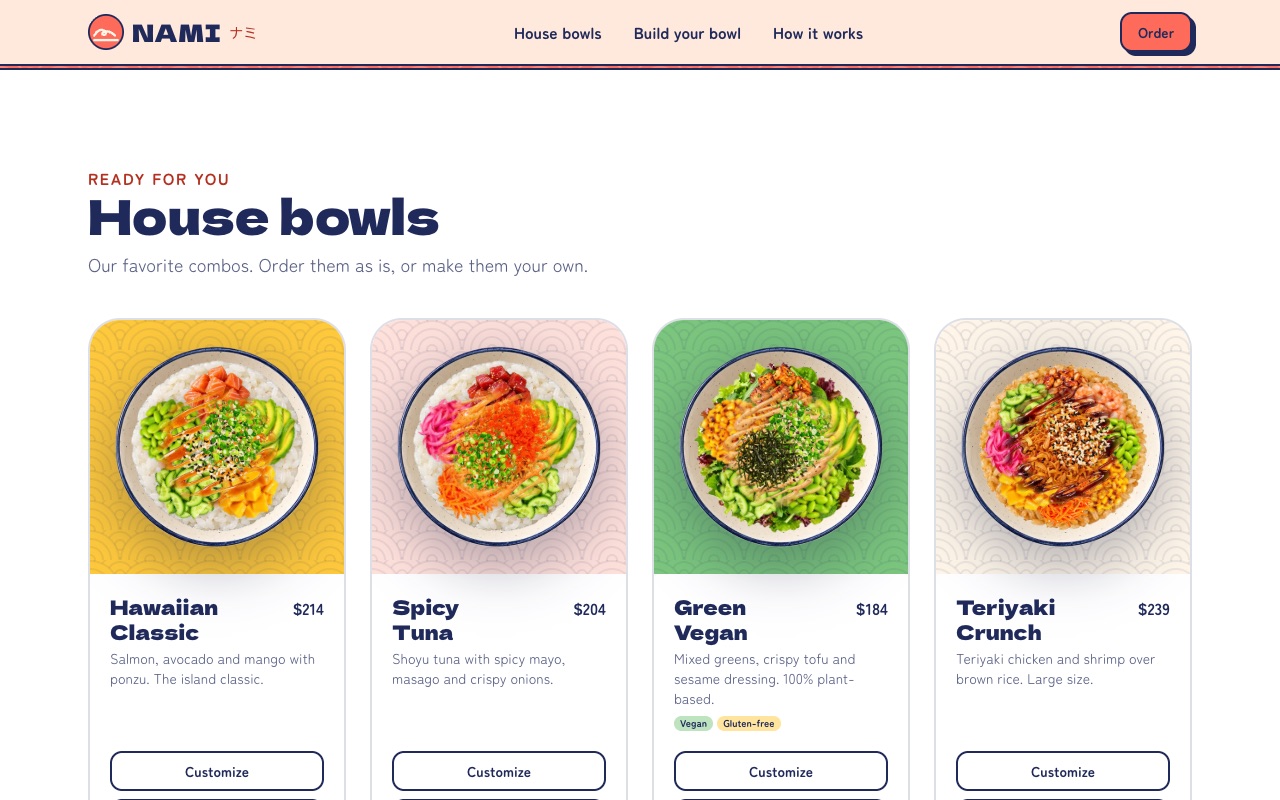 NAMI ナミ
House bowls
Build your bowl
How it works
Order
READY FOR YOU
House bowls
Our favorite combos. Order them as is, or make them your own.
Hawaiian Classic
$214
Salmon, avocado and mango with
ponzu. The island classic.
Customize
Spicy Tuna
$204
Shoyu tuna with spicy mayo,
masago and crispy onions.
Customize
Green Vegan
$184
Mixed greens, crispy tofu and
sesame dressing. 100% plant-
based.
Vegan
Gluten-free
Customize
Teriyaki Crunch
$239
Teriyaki chicken and shrimp over
brown rice. Large size.
Customize